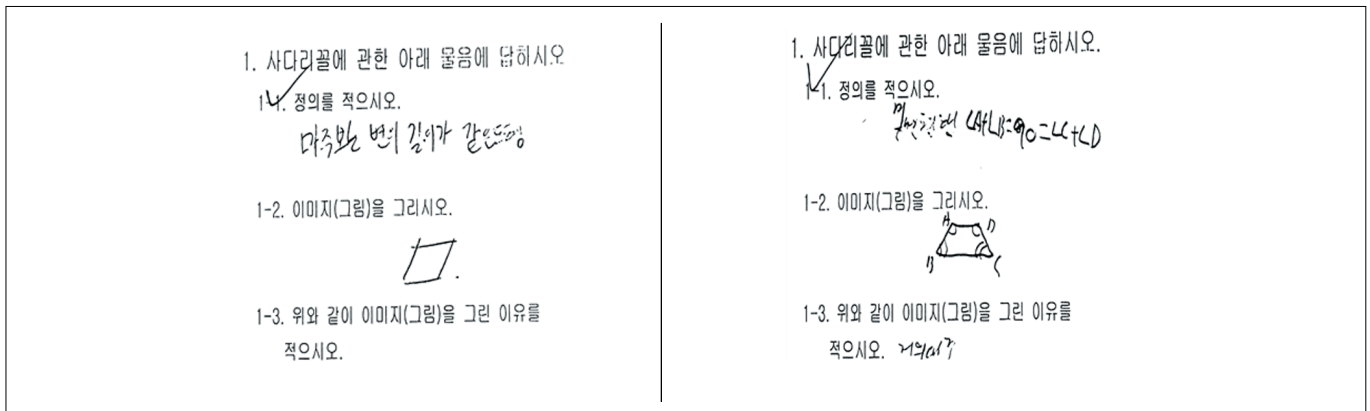 1. 사다리꼴에 관한 아래 물음에 답하시오
1-1. 정의를 적으시오.
마주보는 변의 길이가 같은도형
1-2. 이미지(그림)을 그리시오.
1-3. 위와 같이 이미지(그림)을 그린 이유를
적으시오.
1. 사다리꼴에 관한 아래 물음에 답하시오.
1-1. 정의를 적으시오.
∠A+∠B=90=∠C+∠D
1-2. 이미지(그림)을 그리시오.
A D
B C
1-3. 위와 같이 이미지(그림)을 그린 이유를
적으시오.